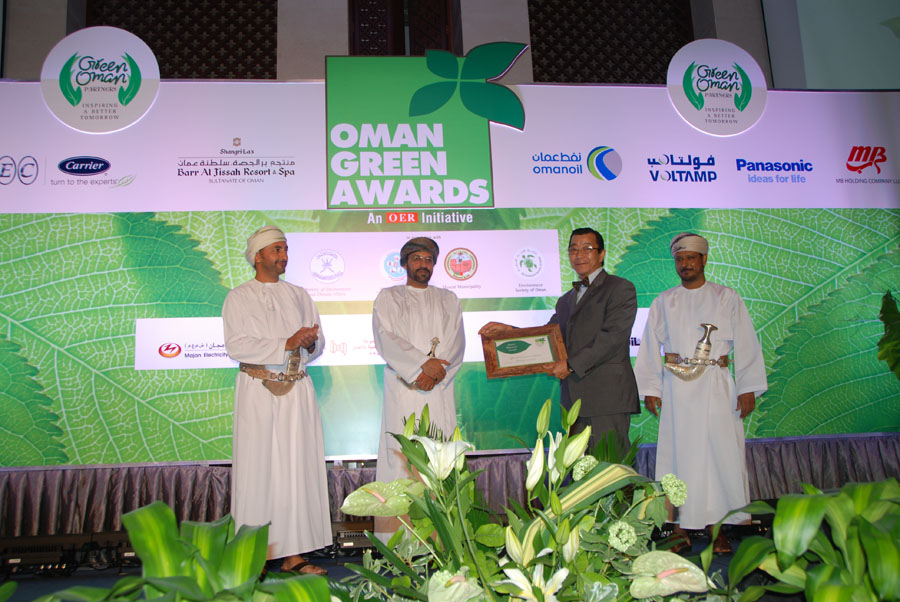 Green
Oman
PARTNERS
INSPIRING
A BETTER
TOMORROW
Green
Oman
PARTNERS
INSPIRING
A BETTER
TOMORROW
OMAN
GREEN
AWARDS
An OER Initiative
EC
Carrier
turn to the experts
Shangri-La's
منتجع بر الجصة، سلطنة عمان
Barr Al Jissah Resort & Spa
SULTANATE OF OMAN
نفط عمان
omanoil
فولتامب
VOLTAMP
Panasonic
ideas for life
MB
MB HOLDING COMPANY
Muscat Municipality
Environment
Society of Oman
Majan Electricity